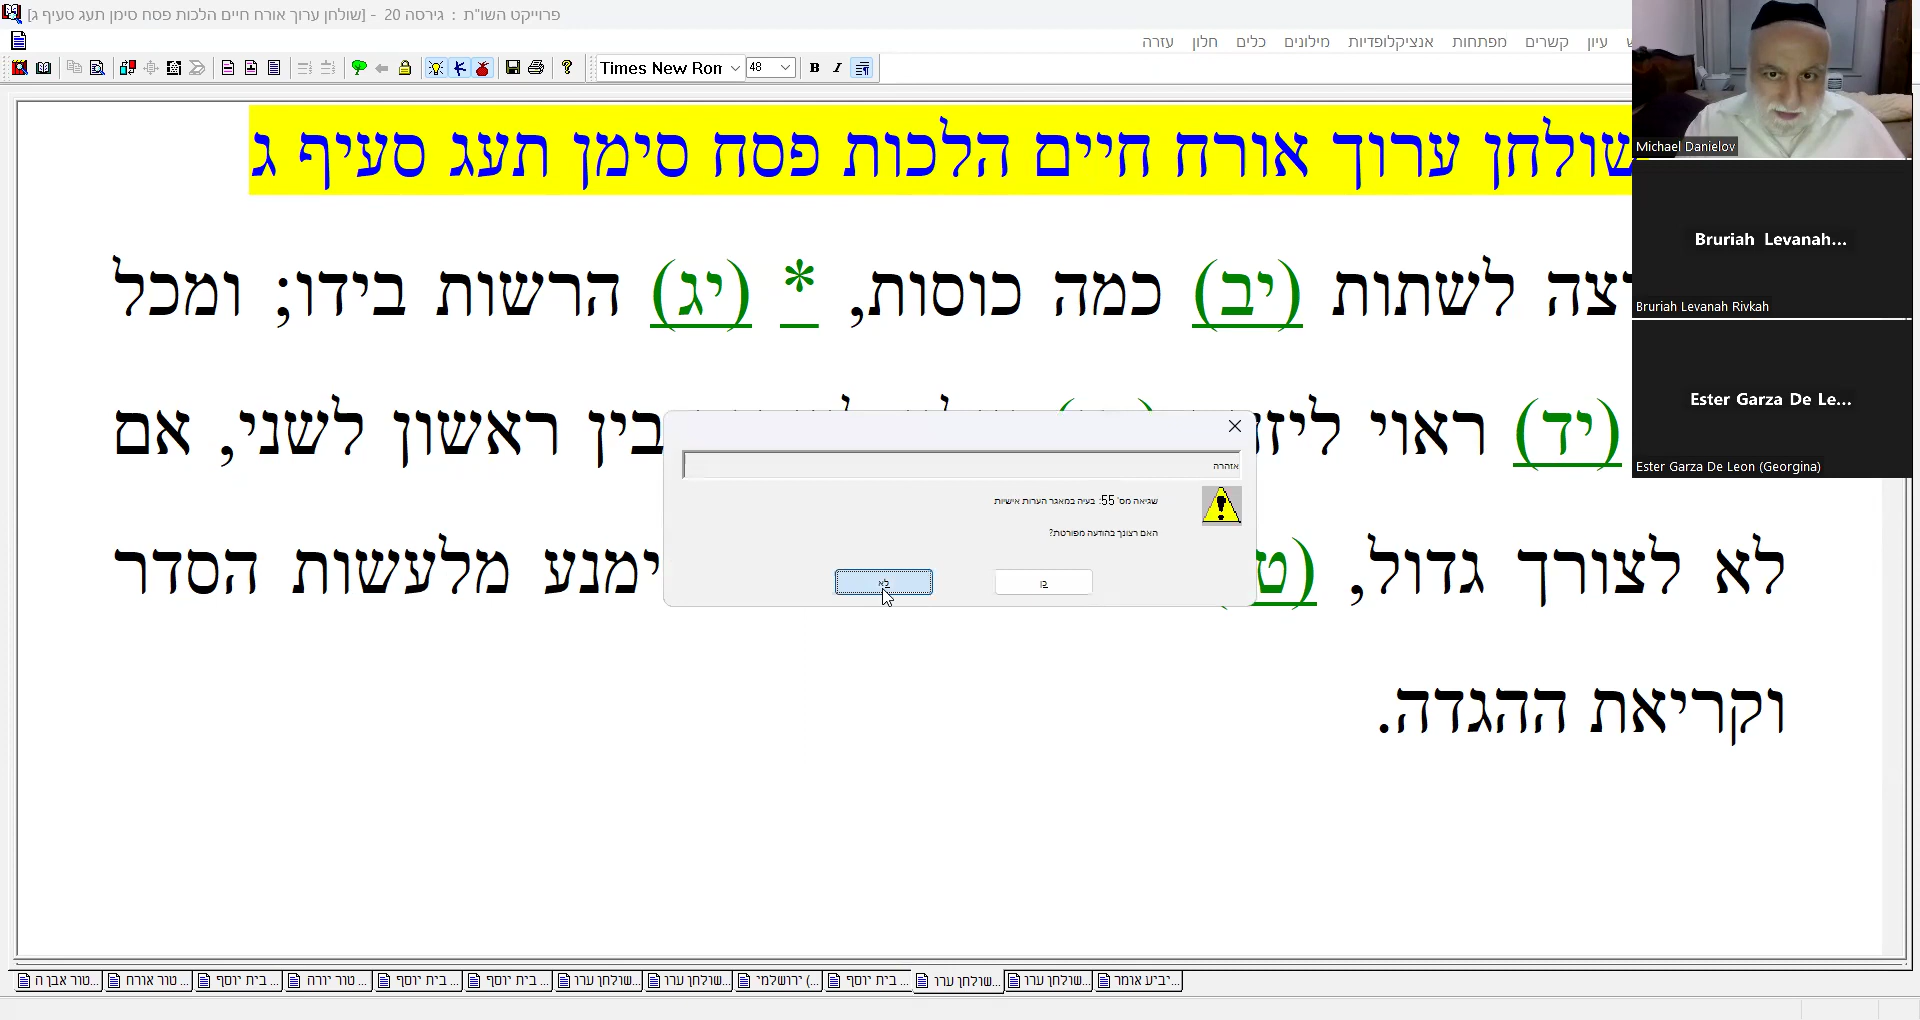 פרוייקט השו"ת : גירסה 20 - [שולחן ערוך אורח חיים הלכות פסח סימן תעג סעיף ג]
עיון קשרים מפתחות אנציקלופדיות מילונים כלים חלון עזרה
Times New Rom 48 B I
שולחן ערוך אורח חיים הלכות פסח סימן תעג סעיף ג
לשתות (יב) כמה כוסות, * (יג) הרשות בידו; ומכל
(יד) ראוי בין ראשון לשני, אם
לא לצורך גדול, ימנע מלעשות הסדר
וקריאת ההגדה.
אזהרה
שגיאה מס' 55: בעיה במאגר הערות אישיות
האם רצונך בהודעה מפורטת?
כן
לא
Michael Danielov
Bruriah Levanah...
Bruriah Levanah Rivkah
Ester Garza De Le...
Ester Garza De Leon (Georgina)
טור אבן ה...
טור אורח ...
בית יוסף ...
טור יורה ...
בית יוסף ...
בית יוסף ...
שולחן ערו...
שולחן ערו...
ירושלמי (...
בית יוסף ...
שולחן ערו...
שולחן ערו...
יביע אומר...